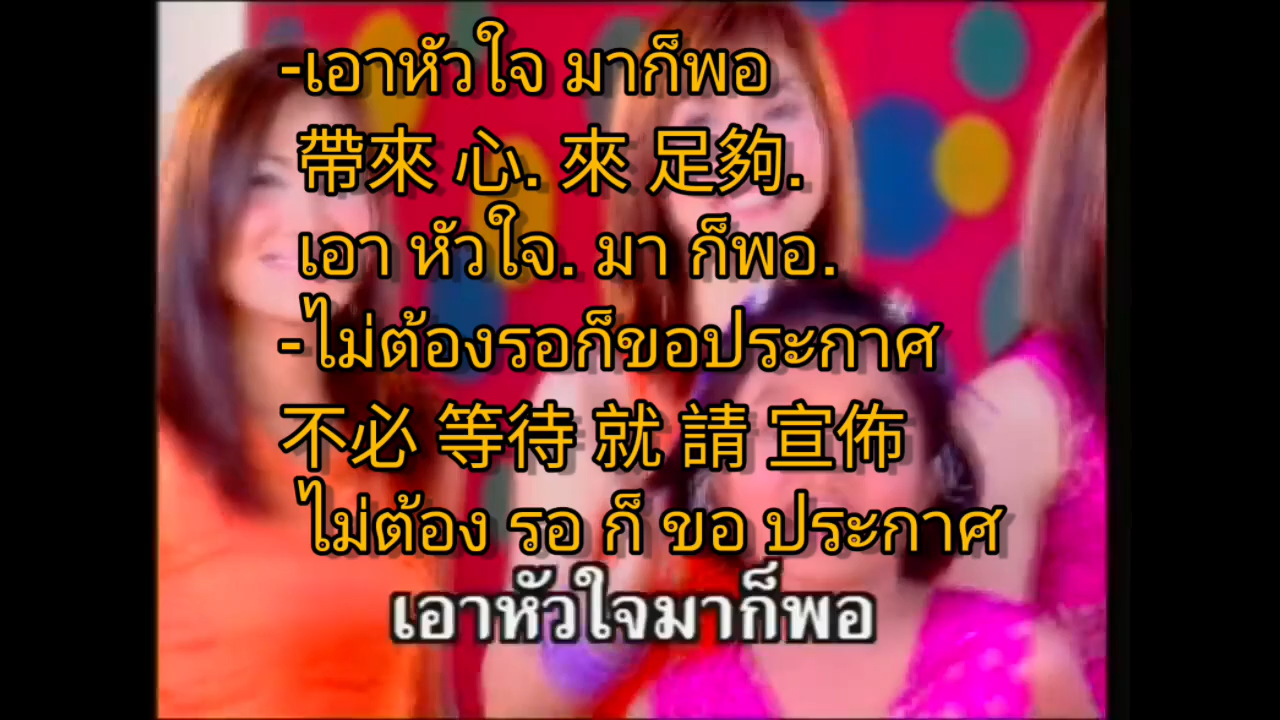 -เอาหัวใจ มาก็พอ
帶來 心. 來 足夠.
เอา หัวใจ. มา ก็พอ.
-ไม่ต้องรอก็ขอประกาศ
不必 等待 就 請 宣佈
ไม่ต้อง รอ ก็ ขอ ประกาศ
เอาหัวใจมาก็พอ